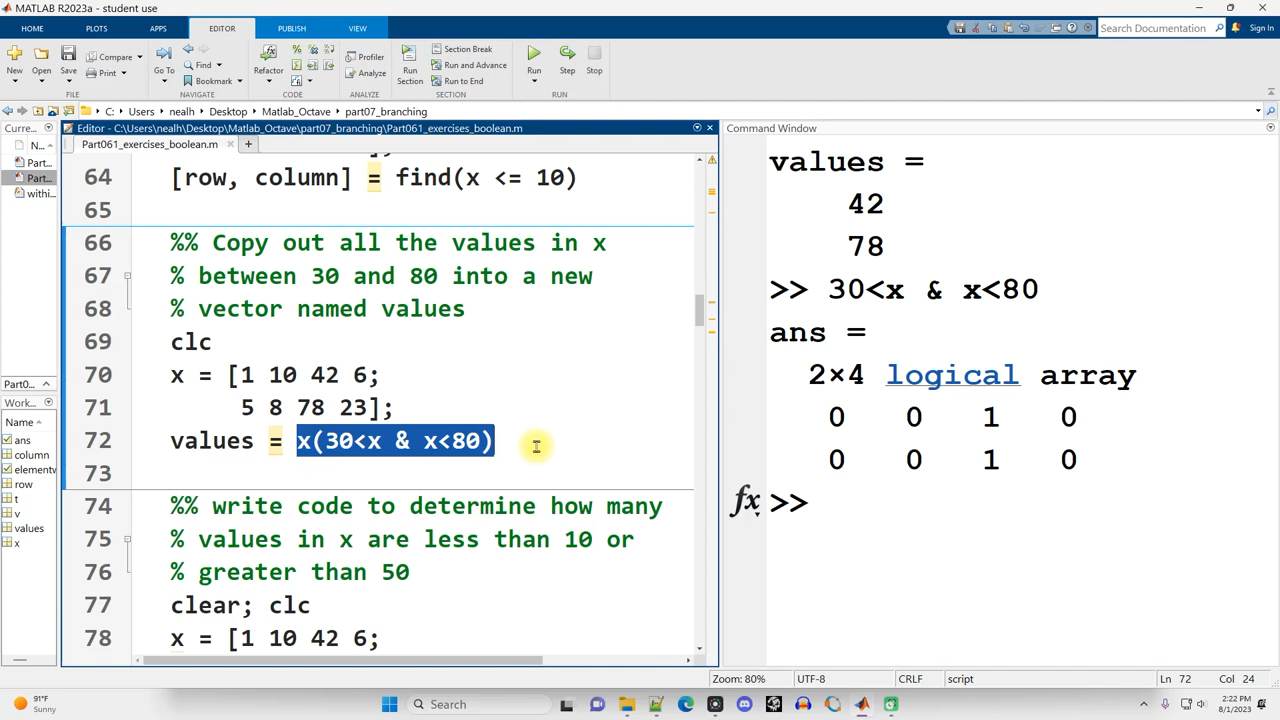 MATLAB R2023a - student use
HOME PLOTS APPS EDITOR PUBLISH VIEW
Search Documentation Sign In
New Open Save Compare Print Go To Find Bookmark Refactor Profiler Analyze Run Section Section Break Run and Advance Run to End Run Step Stop
FILE NAVIGATE CODE ANALYZE SECTION RUN
C: Users nealh Desktop Matlab_Octave part07_branching
Curre... Editor - C:\Users\nealh\Desktop\Matlab_Octave\part07_branching\Part061_exercises_boolean.m Command Window
N...
Part...
Part...
withi...
Part0...
Work...
Name
ans
column
elementw
row
t
v
values
x
Part061_exercises_boolean.m
64 [row, column] = find(x <= 10)
65
66 %% Copy out all the values in x
67 % between 30 and 80 into a new
68 % vector named values
69 clc
70 x = [1 10 42 6;
71 5 8 78 23];
72 values = x(30<x & x<80)
73
74 %% write code to determine how many
75 % values in x are less than 10 or
76 % greater than 50
77 clear; clc
78 x = [1 10 42 6;
values =
42
78
>> 30<x & x<80
ans =
2×4 logical array
0 0 1 0
0 0 1 0
fx >>
Zoom: 80% UTF-8 CRLF script Ln 72 Col 24
91°F
Sunny
Search
2:22 PM
8/1/2023